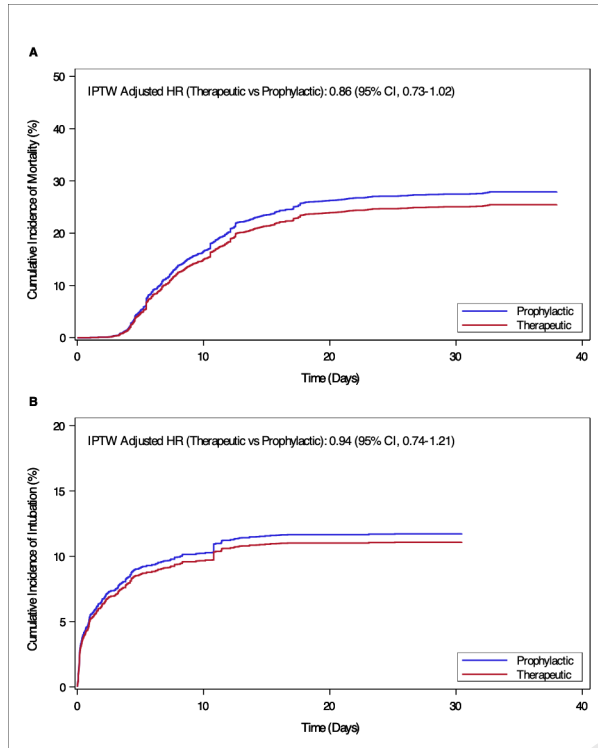 A
IPTW Adjusted HR (Therapeutic vs Prophylactic): 0.86 (95% CI, 0.73-1.02)
Cumulative Incidence of Mortality (%)
50
40
30
20
10
0
Prophylactic
Therapeutic
0 10 20 30 40
Time (Days)
B
IPTW Adjusted HR (Therapeutic vs Prophylactic): 0.94 (95% CI, 0.74-1.21)
Cumulative Incidence of Intubation (%)
20
15
10
5
0
Prophylactic
Therapeutic
0 10 20 30 40
Time (Days)